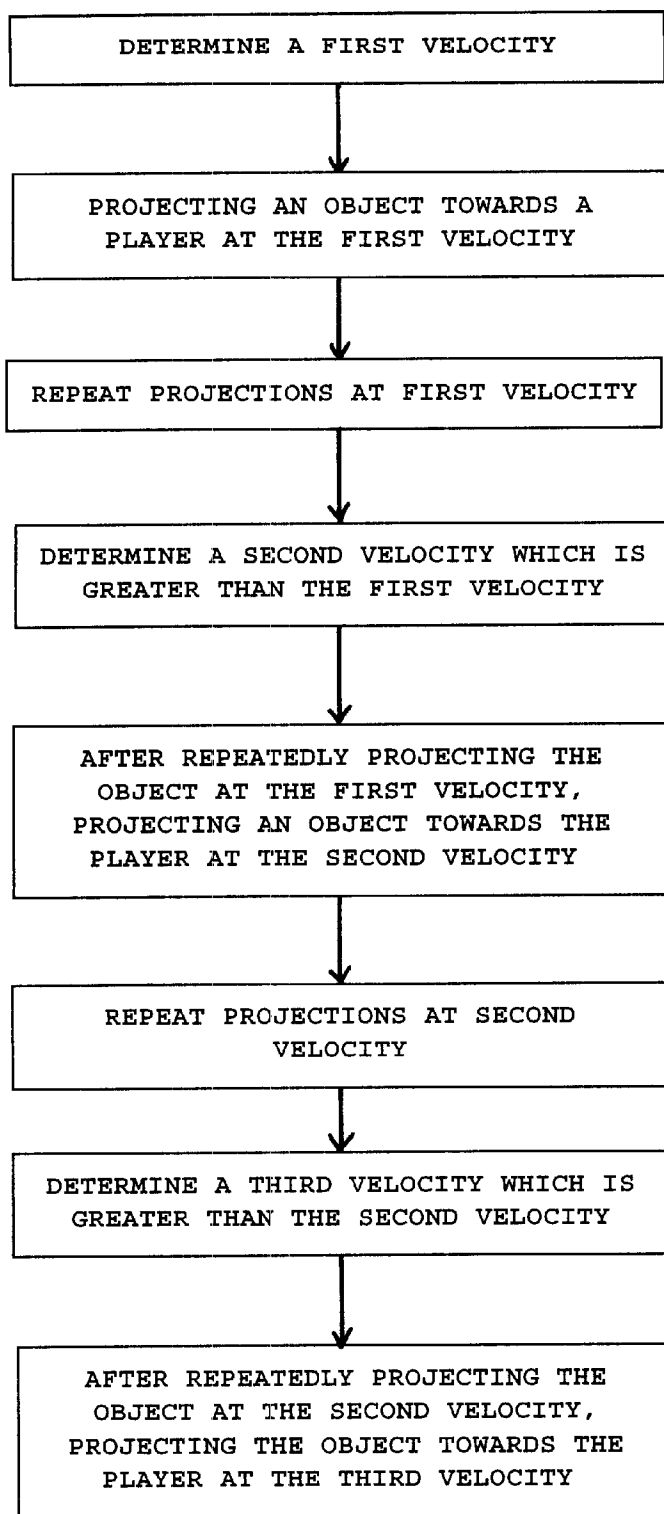 DETERMINE A FIRST VELOCITY
PROJECTING AN OBJECT TOWARDS A
PLAYER AT THE FIRST VELOCITY
REPEAT PROJECTIONS AT FIRST VELOCITY
DETERMINE A SECOND VELOCITY WHICH IS
GREATER THAN THE FIRST VELOCITY
AFTER REPEATEDLY PROJECTING THE
OBJECT AT THE FIRST VELOCITY,
PROJECTING AN OBJECT TOWARDS THE
PLAYER AT THE SECOND VELOCITY
REPEAT PROJECTIONS AT SECOND
VELOCITY
DETERMINE A THIRD VELOCITY WHICH IS
GREATER THAN THE SECOND VELOCITY
AFTER REPEATEDLY PROJECTING THE
OBJECT AT THE SECOND VELOCITY,
PROJECTING THE OBJECT TOWARDS THE
PLAYER AT THE THIRD VELOCITY